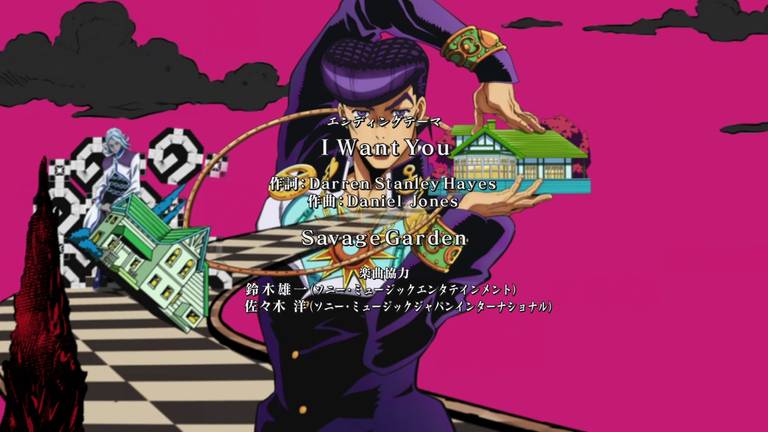 エンディングテーマ
I Want You
作詞：Darren Stanley Hayes
作曲：Daniel Jones
Savage Garden
楽曲協力
鈴木雄一（ソニー・ミュージックエンタテインメント）
佐々木 洋（ソニー・ミュージックジャパンインターナショナル）